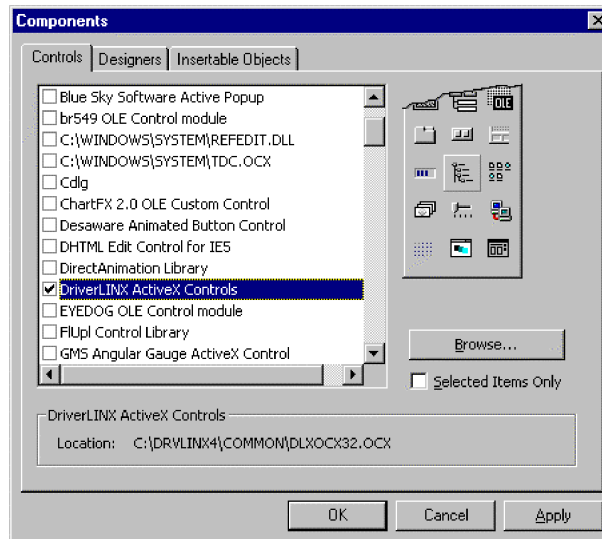 Components
Controls Designers Insertable Objects
Blue Sky Software Active Popup
br549 OLE Control module
C:\WINDOWS\SYSTEM\REFEDIT.DLL
C:\WINDOWS\SYSTEM\TDC.OCX
Cdlg
ChartFX 2.0 OLE Custom Control
Desaware Animated Button Control
DHTML Edit Control for IE5
DirectAnimation Library
DriverLINX ActiveX Controls
EYEDOG OLE Control module
FlUpl Control Library
GMS Angular Gauge ActiveX Control
OLE
Browse...
Selected Items Only
DriverLINX ActiveX Controls
Location: C:\DRVLINX4\COMMON\DLXOCX32.OCX
OK Cancel Apply